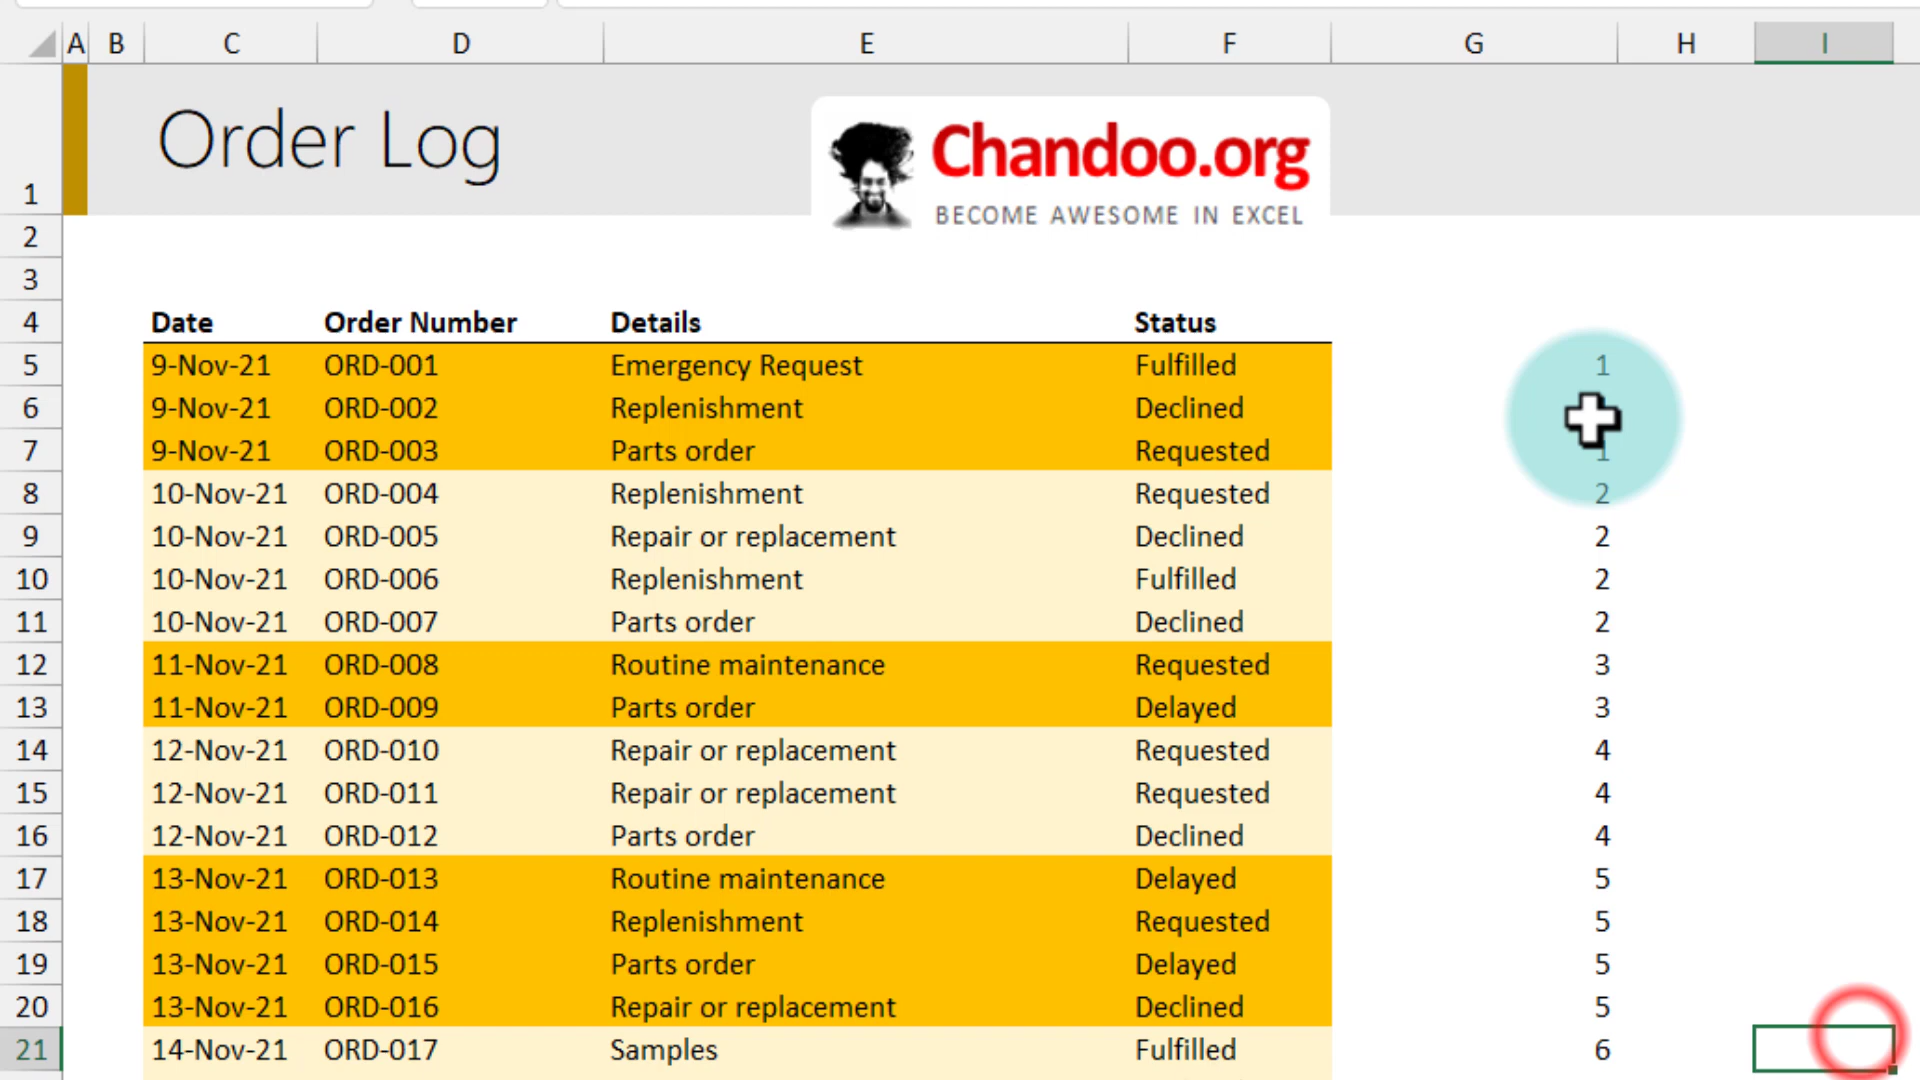 A B C D E F G H I
1 Order Log Chandoo.org
BECOME AWESOME IN EXCEL
2
3
4 Date Order Number Details Status
5 9-Nov-21 ORD-001 Emergency Request Fulfilled 1
6 9-Nov-21 ORD-002 Replenishment Declined
7 9-Nov-21 ORD-003 Parts order Requested 1
8 10-Nov-21 ORD-004 Replenishment Requested 2
9 10-Nov-21 ORD-005 Repair or replacement Declined 2
10 10-Nov-21 ORD-006 Replenishment Fulfilled 2
11 10-Nov-21 ORD-007 Parts order Declined 2
12 11-Nov-21 ORD-008 Routine maintenance Requested 3
13 11-Nov-21 ORD-009 Parts order Delayed 3
14 12-Nov-21 ORD-010 Repair or replacement Requested 4
15 12-Nov-21 ORD-011 Repair or replacement Requested 4
16 12-Nov-21 ORD-012 Parts order Declined 4
17 13-Nov-21 ORD-013 Routine maintenance Delayed 5
18 13-Nov-21 ORD-014 Replenishment Requested 5
19 13-Nov-21 ORD-015 Parts order Delayed 5
20 13-Nov-21 ORD-016 Repair or replacement Declined 5
21 14-Nov-21 ORD-017 Samples Fulfilled 6